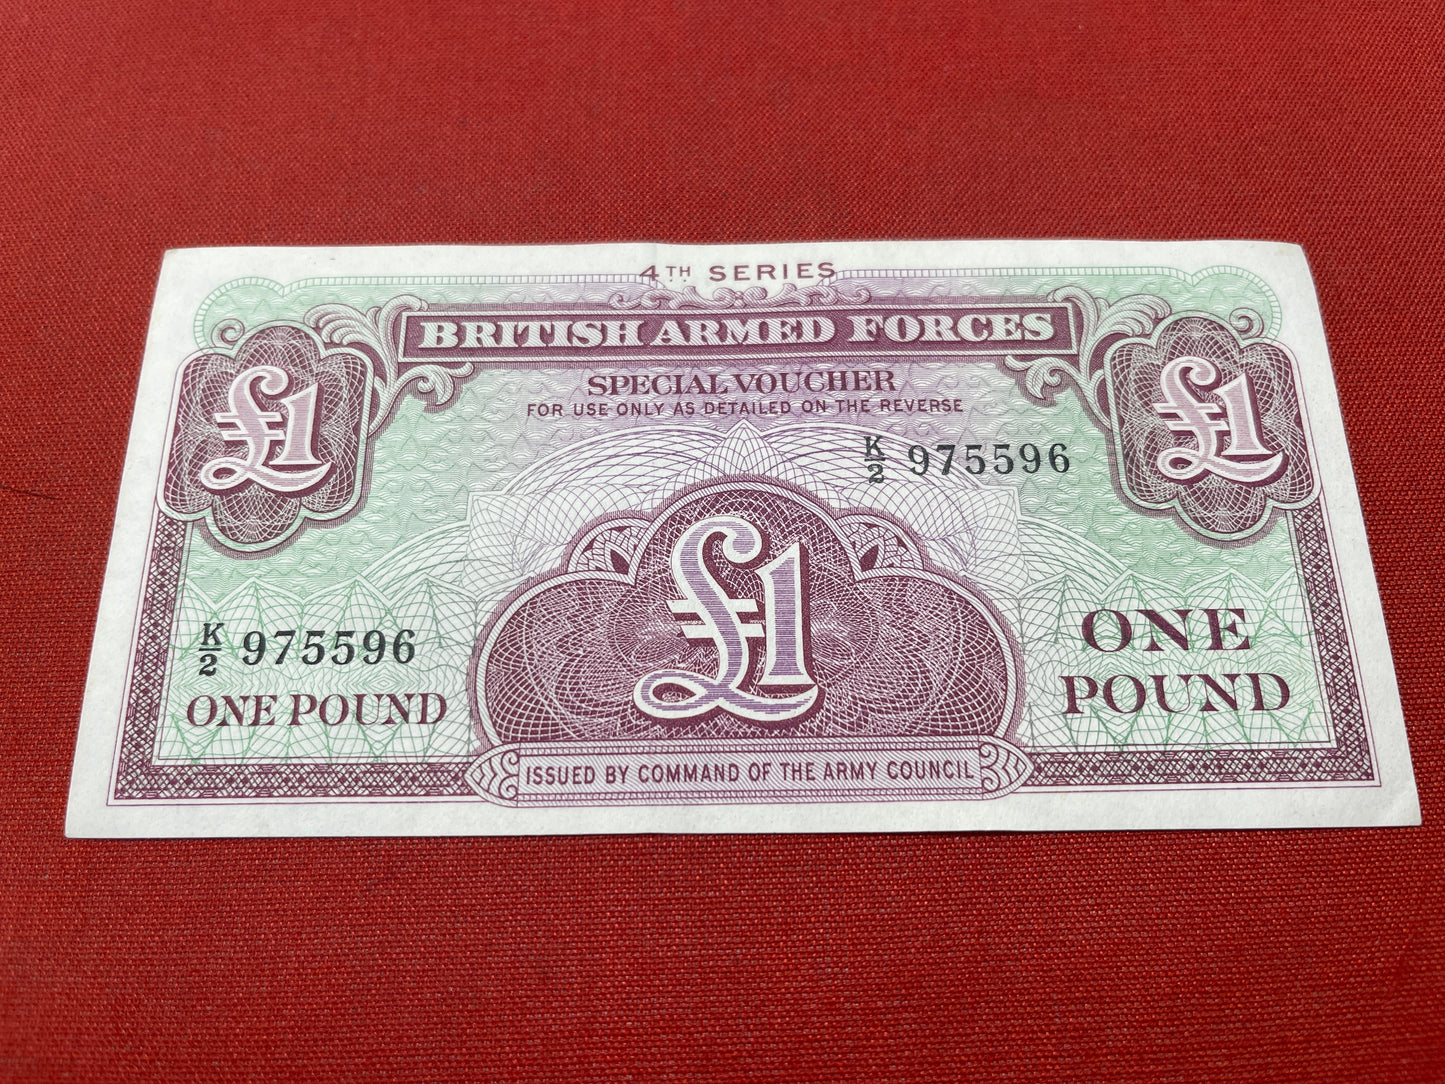 4TH SERIES
BRITISH ARMED FORCES
£1
£1
SPECIAL VOUCHER
FOR USE ONLY AS DETAILED ON THE REVERSE
K/2 975596
£1
K/2 975596
ONE POUND
ONE
POUND
ISSUED BY COMMAND OF THE ARMY COUNCIL